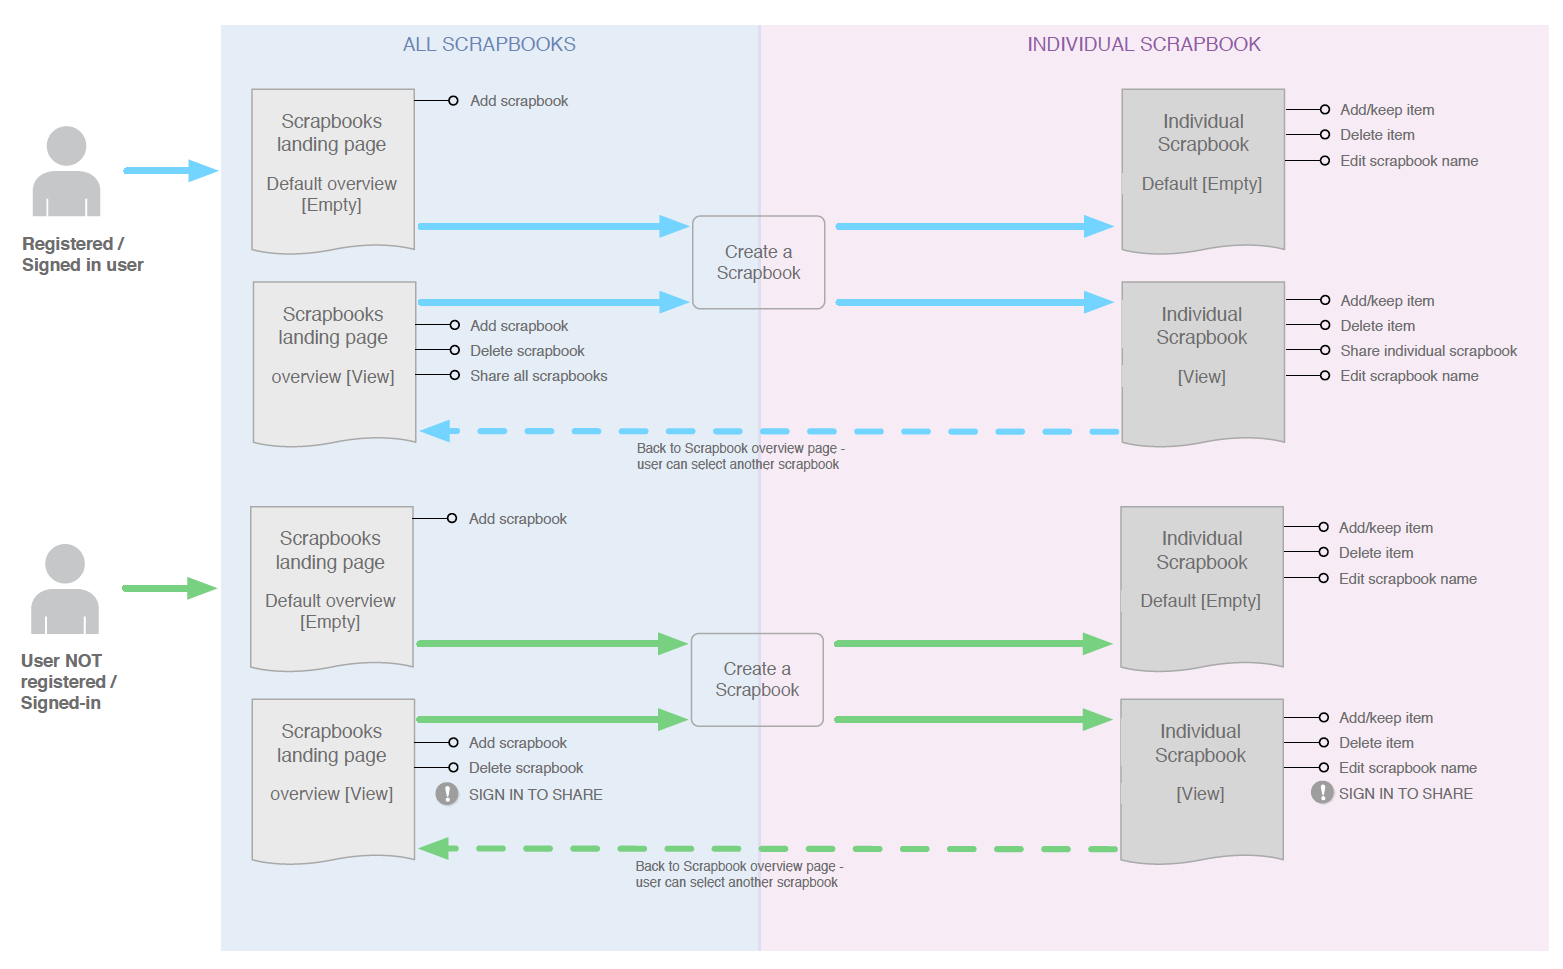 ALL SCRAPBOOKS
INDIVIDUAL SCRAPBOOK
Registered /
Signed in user
Scrapbooks
landing page
Default overview
[Empty]
Add scrapbook
Create a
Scrapbook
Individual
Scrapbook
Default [Empty]
Add/keep item
Delete item
Edit scrapbook name
Scrapbooks
landing page
overview [View]
Add scrapbook
Delete scrapbook
Share all scrapbooks
Individual
Scrapbook
[View]
Add/keep item
Delete item
Share individual scrapbook
Edit scrapbook name
Back to Scrapbook overview page -
user can select another scrapbook
User NOT
registered /
Signed-in
Scrapbooks
landing page
Default overview
[Empty]
Add scrapbook
Create a
Scrapbook
Individual
Scrapbook
Default [Empty]
Add/keep item
Delete item
Edit scrapbook name
Scrapbooks
landing page
overview [View]
Add scrapbook
Delete scrapbook
! SIGN IN TO SHARE
Individual
Scrapbook
[View]
Add/keep item
Delete item
Edit scrapbook name
! SIGN IN TO SHARE
Back to Scrapbook overview page -
user can select another scrapbook